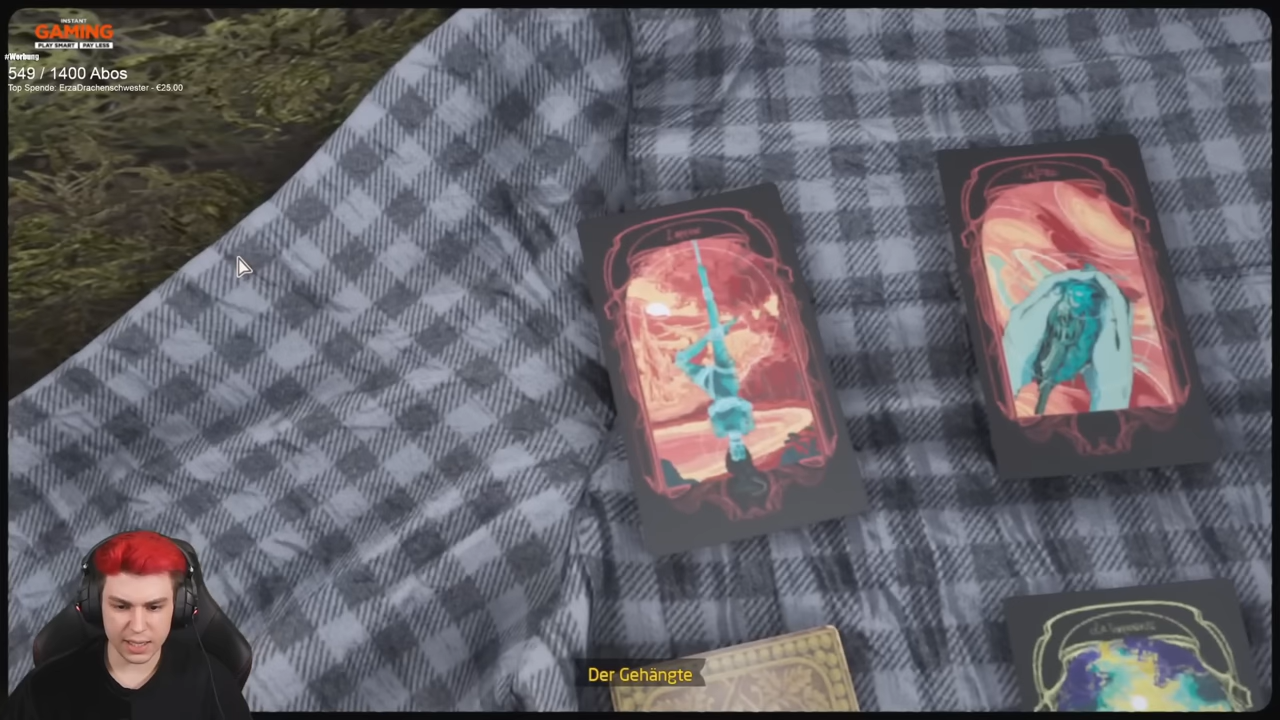 INSTANT
GAMING
PLAY SMART PAY LESS
#Werbung
549 / 1400 Abos
Top Spende: ErzaDrachenschwester - €25.00
Der Gehängte